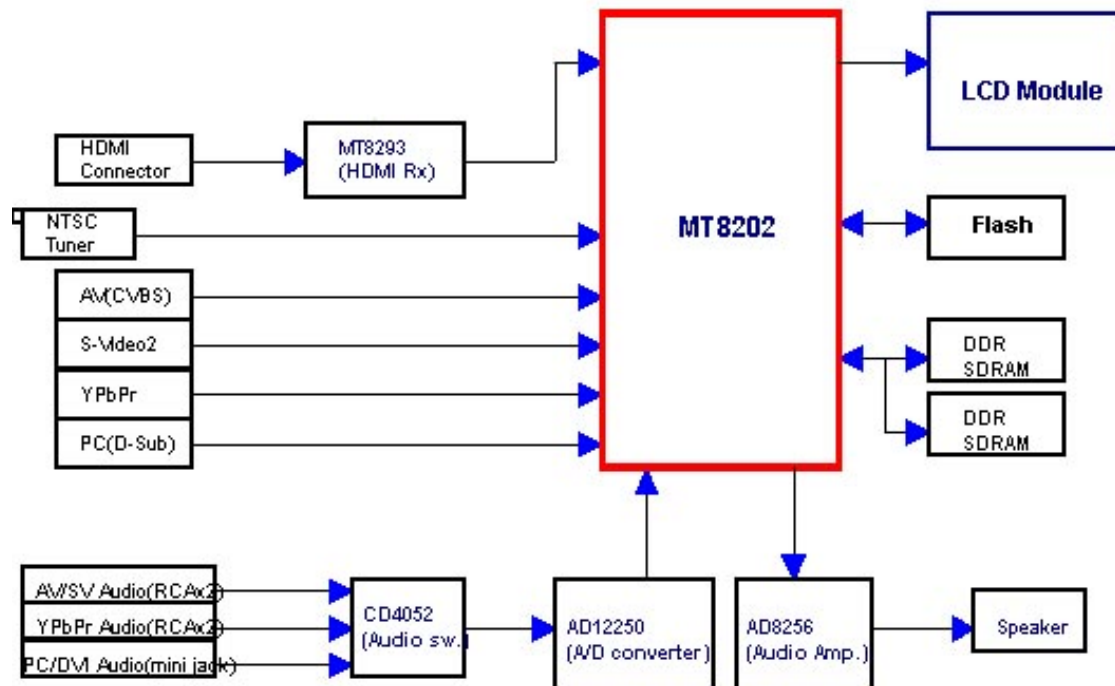 LCD Module
HDMI
Connector
MT8293
(HDMI Rx)
NTSC
Tuner
MT8202
Flash
AV(CVBS)
S-Video2
YPbPr
PC(D-Sub)
DDR
SDRAM
DDR
SDRAM
AV/SV Audio(RCAx2)
YPbPr Audio(RCAx2)
PC/DVI Audio(mini jack)
CD4052
(Audio sw.)
AD12250
(A/D converter)
AD8256
(Audio Amp.)
Speaker